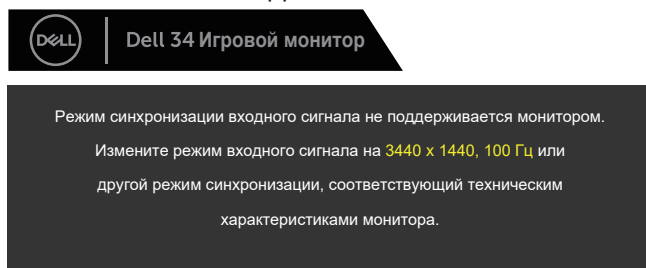 DELL
Dell 34 Игровой монитор
Режим синхронизации входного сигнала не поддерживается монитором.
Измените режим входного сигнала на 3440 x 1440, 100 Гц или
другой режим синхронизации, соответствующий техническим
характеристиками монитора.